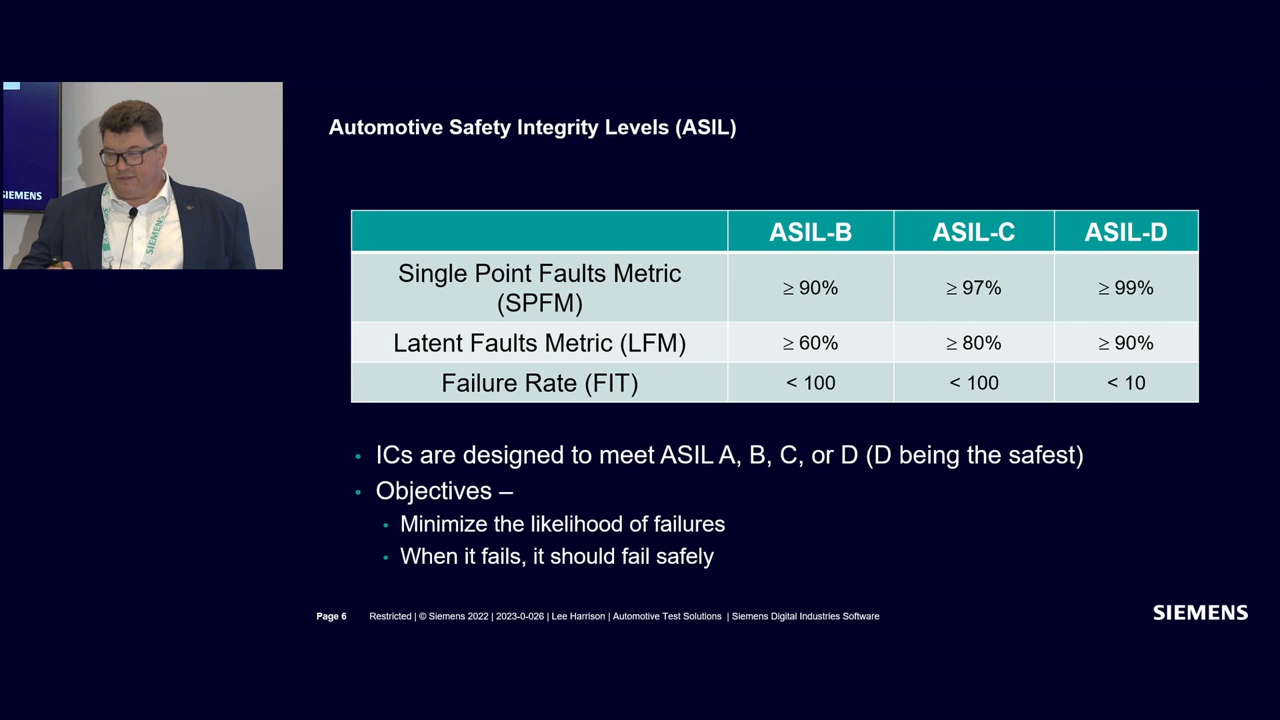 SIEMENS
SIEMENS
Automotive Safety Integrity Levels (ASIL)
ASIL-B ASIL-C ASIL-D
Single Point Faults Metric
(SPFM) ≥ 90% ≥ 97% ≥ 99%
Latent Faults Metric (LFM) ≥ 60% ≥ 80% ≥ 90%
Failure Rate (FIT) < 100 < 100 < 10
• ICs are designed to meet ASIL A, B, C, or D (D being the safest)
• Objectives –
• Minimize the likelihood of failures
• When it fails, it should fail safely
Page 6 Restricted | © Siemens 2022 | 2023-0-026 | Lee Harrison | Automotive Test Solutions | Siemens Digital Industries Software
SIEMENS